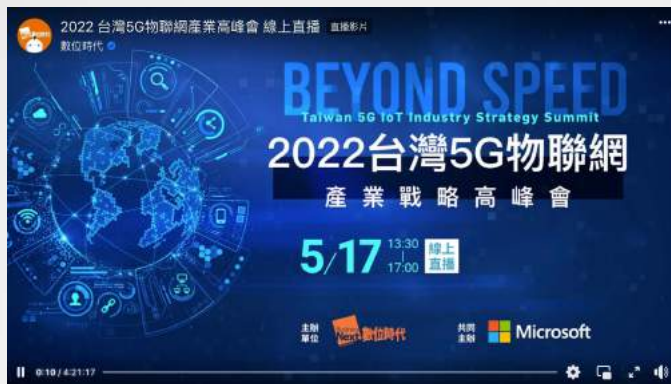 2022 台灣5G物聯網產業高峰會 線上直播 直播影片
數位時代
BEYOND SPEED
Taiwan 5G IoT Industry Strategy Summit
2022台灣5G物聯網
產業戰略高峰會
5/17 13:30 17:00 線上直播
主辦單位 數位時代 共同主辦 Microsoft
0:10 / 4:21:17